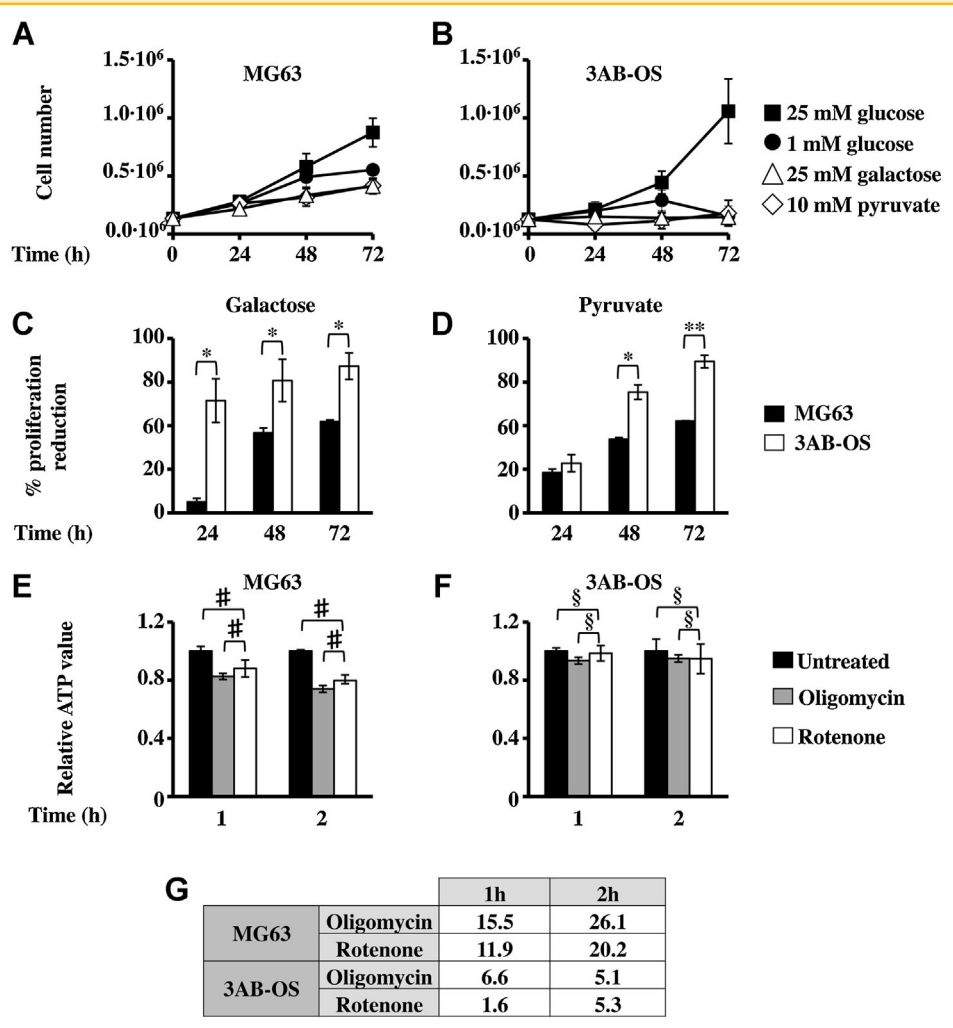 A
B
MG63
3AB-OS
Cell number
1.5·10⁶
1.0·10⁶
0.5·10⁶
0.0·10⁶
1.5·10⁶
1.0·10⁶
0.5·10⁶
0.0·10⁶
25 mM glucose
1 mM glucose
25 mM galactose
10 mM pyruvate
Time (h)
0 24 48 72
0 24 48 72
C
Galactose
D
Pyruvate
% proliferation
reduction
100
80
60
20
0
* * *
100
80
60
20
0
* **
MG63
3AB-OS
Time (h)
24 48 72
24 48 72
E
MG63
F
3AB-OS
Relative ATP value
1.2
0.8
0.4
0
# # # #
1.2
0.8
0.4
0
§ § § §
Untreated
Oligomycin
Rotenone
Time (h)
1 2
1 2
G
1h 2h
MG63 Oligomycin 15.5 26.1
Rotenone 11.9 20.2
3AB-OS Oligomycin 6.6 5.1
Rotenone 1.6 5.3